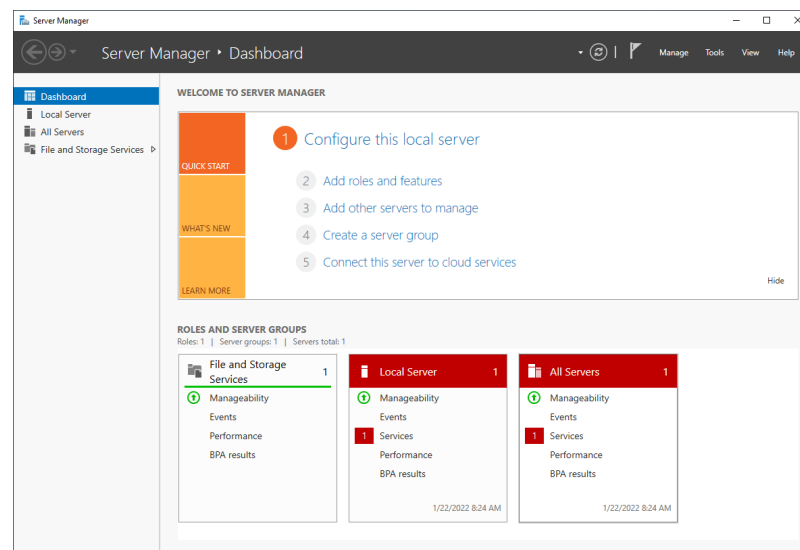 Server Manager
Server Manager • Dashboard
Manage Tools View Help
Dashboard
Local Server
All Servers
File and Storage Services
WELCOME TO SERVER MANAGER
QUICK START
WHAT'S NEW
LEARN MORE
1 Configure this local server
2 Add roles and features
3 Add other servers to manage
4 Create a server group
5 Connect this server to cloud services
Hide
ROLES AND SERVER GROUPS
Roles: 1 | Server groups: 1 | Servers total: 1
File and Storage
Services 1
Manageability
Events
Performance
BPA results
Local Server 1
Manageability
Events
1 Services
Performance
BPA results
1/22/2022 8:24 AM
All Servers 1
Manageability
Events
1 Services
Performance
BPA results
1/22/2022 8:24 AM